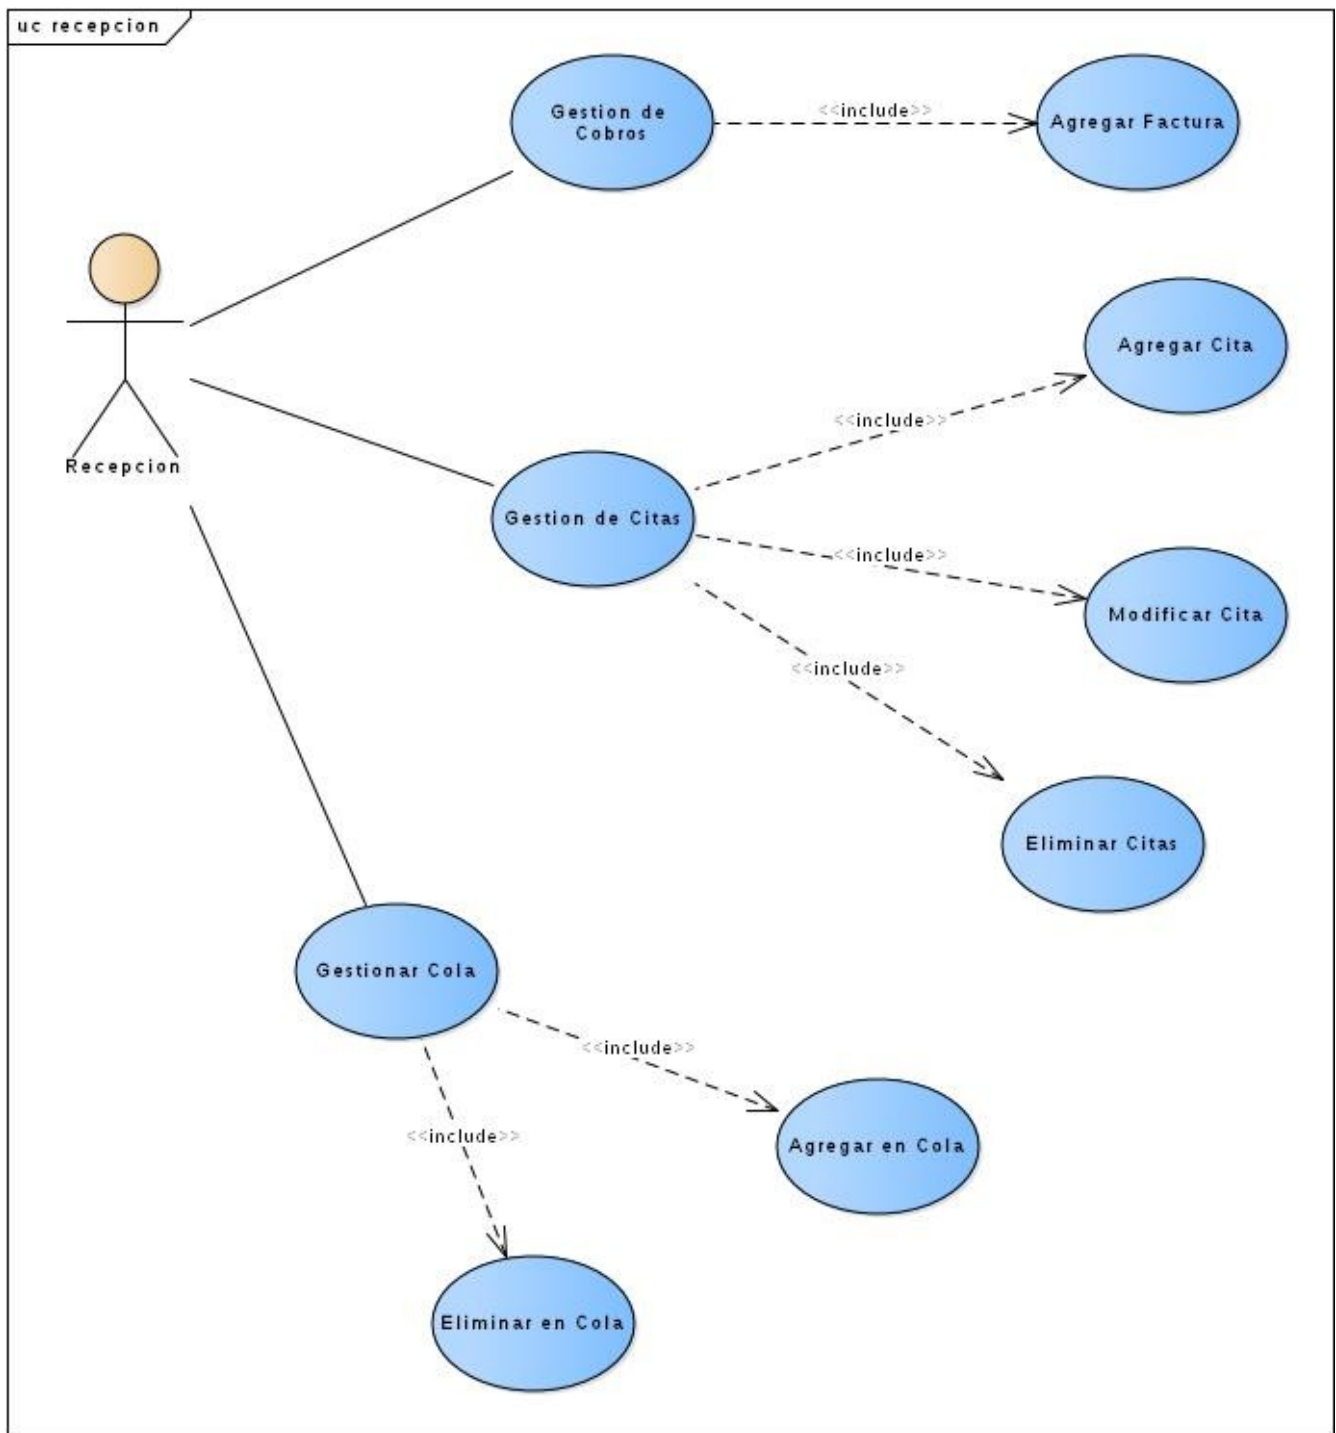 uc recepcion
Gestion de
Cobros
<<include>>
Agregar Factura
Agregar Cita
<<include>>
Recepcion
Gestion de Citas
<<include>>
Modificar Cita
<<include>>
Eliminar Citas
Gestionar Cola
<<include>>
Agregar en Cola
<<include>>
Eliminar en Cola